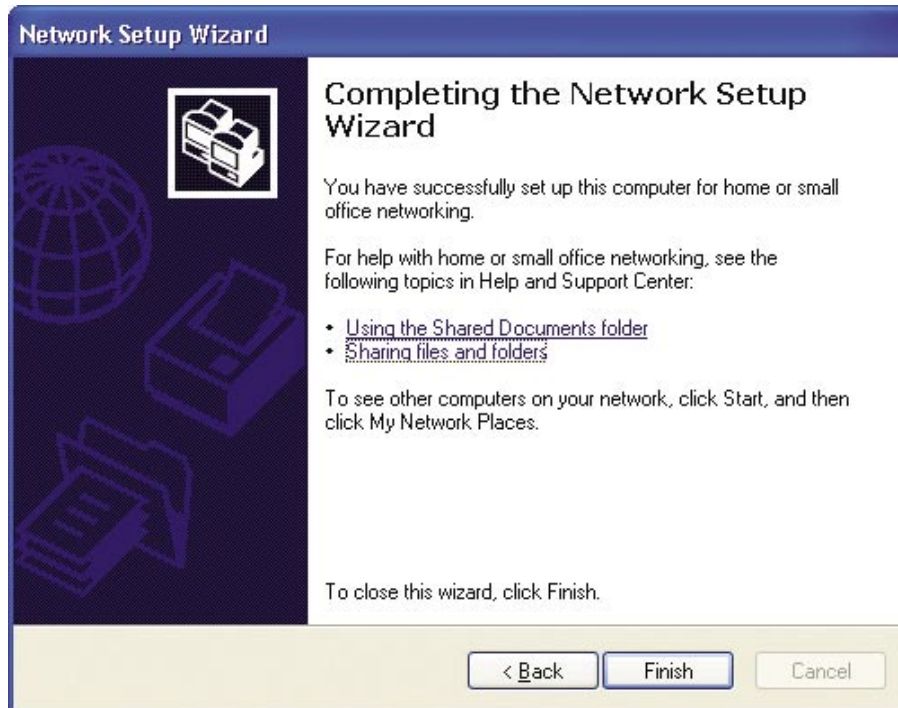 Network Setup Wizard
Completing the Network Setup
Wizard
You have successfully set up this computer for home or small
office networking.
For help with home or small office networking, see the
following topics in Help and Support Center:
• Using the Shared Documents folder
• Sharing files and folders
To see other computers on your network, click Start, and then
click My Network Places.
To close this wizard, click Finish.
< Back Finish Cancel